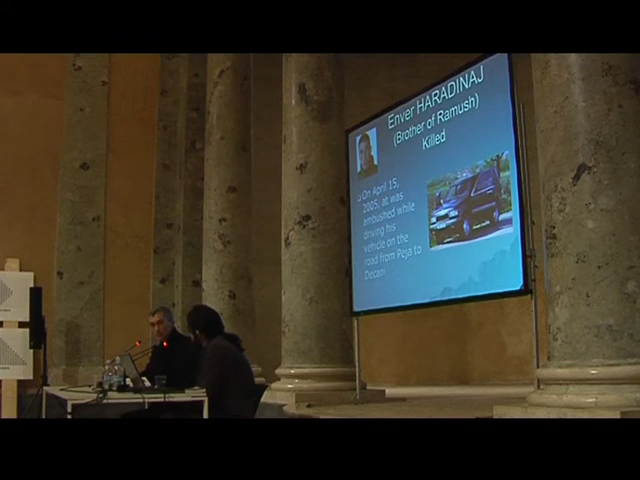 Enver HARADINAJ
(Brother of Ramush)
Killed
On April 15,
2005, at was
ambushed while
driving his
vehicle on the
road from Peja to
Decani